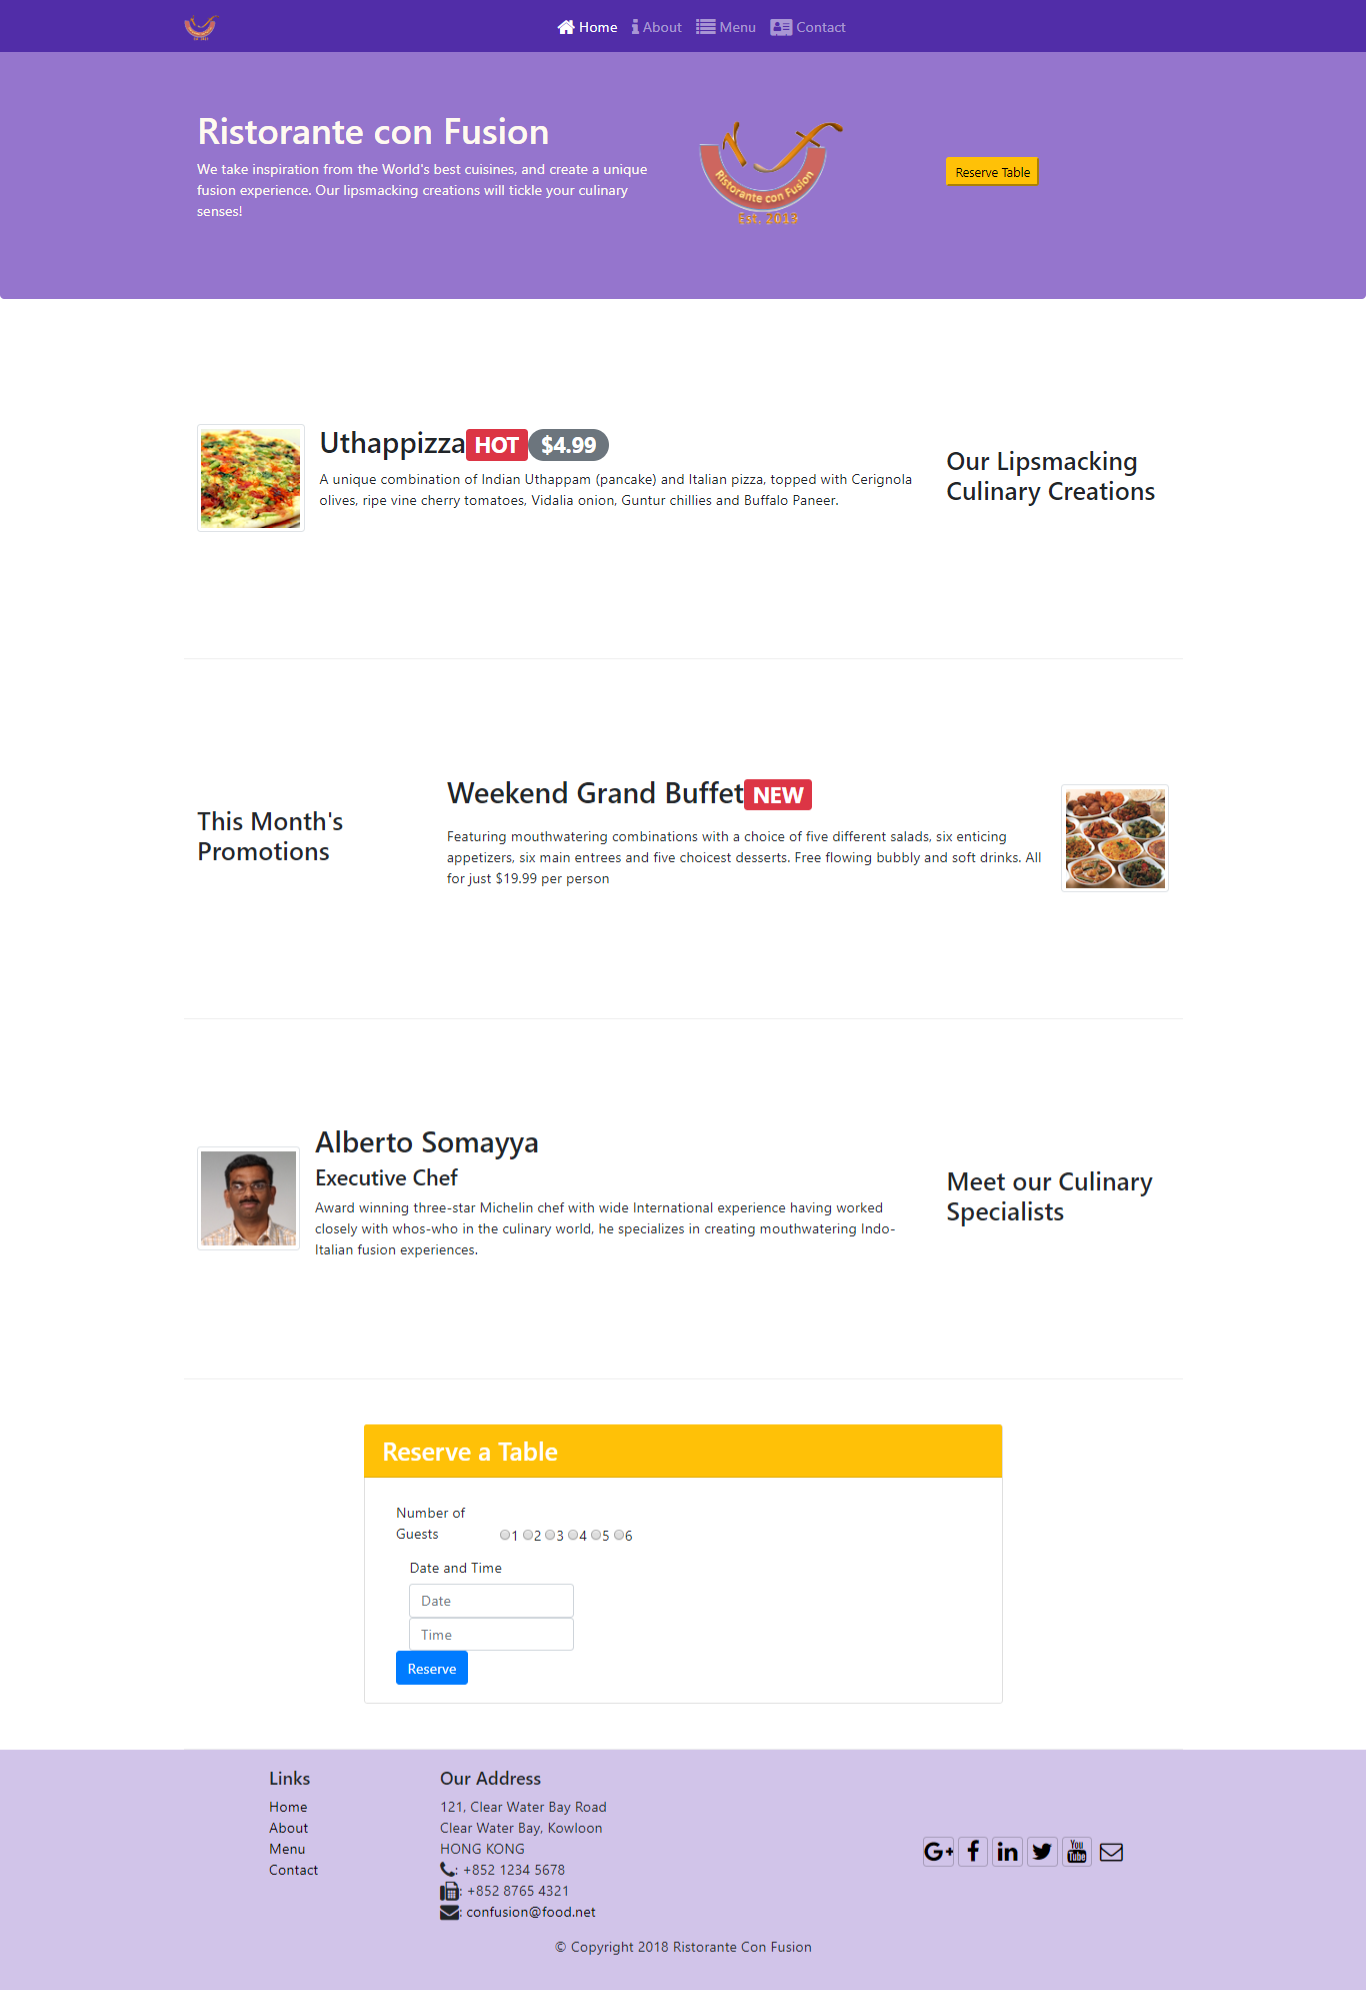 Home About Menu Contact
Ristorante con Fusion
We take inspiration from the World's best cuisines, and create a unique
fusion experience. Our lipsmacking creations will tickle your culinary
senses!
Ristorante con Fusion
Est. 2013
Reserve Table
Uthappizza HOT $4.99
A unique combination of Indian Uthappam (pancake) and Italian pizza, topped with Cerignola
olives, ripe vine cherry tomatoes, Vidalia onion, Guntur chillies and Buffalo Paneer.
Our Lipsmacking
Culinary Creations
This Month's
Promotions
Weekend Grand Buffet NEW
Featuring mouthwatering combinations with a choice of five different salads, six enticing
appetizers, six main entrees and five choicest desserts. Free flowing bubbly and soft drinks. All
for just $19.99 per person
Alberto Somayya
Executive Chef
Award winning three-star Michelin chef with wide International experience having worked
closely with whos-who in the culinary world, he specializes in creating mouthwatering Indo-
Italian fusion experiences.
Meet our Culinary
Specialists
Reserve a Table
Number of
Guests
1 2 3 4 5 6
Date and Time
Date
Time
Reserve
Links
Home
About
Menu
Contact
Our Address
121, Clear Water Bay Road
Clear Water Bay, Kowloon
HONG KONG
: +852 1234 5678
: +852 8765 4321
: confusion@food.net
G+ f in You Tube
© Copyright 2018 Ristorante Con Fusion